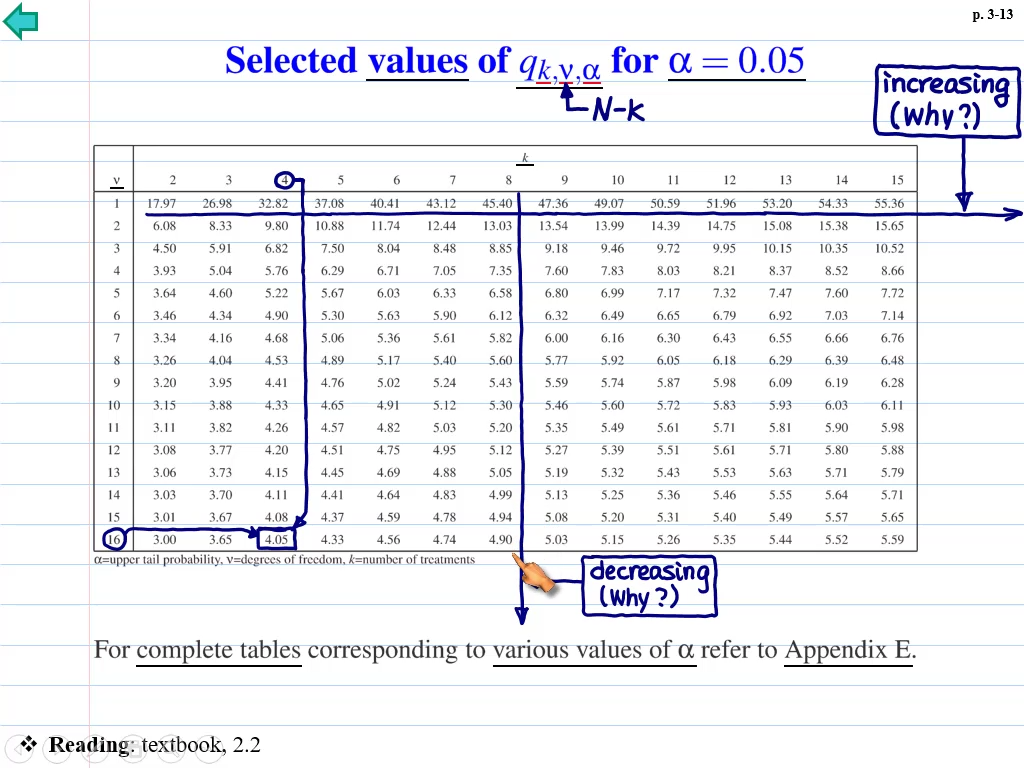 p. 3-13
Selected values of qk,ν,α for α = 0.05
N-k
increasing
(Why?)
k
ν 2 3 4 5 6 7 8 9 10 11 12 13 14 15
1 17.97 26.98 32.82 37.08 40.41 43.12 45.40 47.36 49.07 50.59 51.96 53.20 54.33 55.36
2 6.08 8.33 9.80 10.88 11.74 12.44 13.03 13.54 13.99 14.39 14.75 15.08 15.38 15.65
3 4.50 5.91 6.82 7.50 8.04 8.48 8.85 9.18 9.46 9.72 9.95 10.15 10.35 10.52
4 3.93 5.04 5.76 6.29 6.71 7.05 7.35 7.60 7.83 8.03 8.21 8.37 8.52 8.66
5 3.64 4.60 5.22 5.67 6.03 6.33 6.58 6.80 6.99 7.17 7.32 7.47 7.60 7.72
6 3.46 4.34 4.90 5.30 5.63 5.90 6.12 6.32 6.49 6.65 6.79 6.92 7.03 7.14
7 3.34 4.16 4.68 5.06 5.36 5.61 5.82 6.00 6.16 6.30 6.43 6.55 6.66 6.76
8 3.26 4.04 4.53 4.89 5.17 5.40 5.60 5.77 5.92 6.05 6.18 6.29 6.39 6.48
9 3.20 3.95 4.41 4.76 5.02 5.24 5.43 5.59 5.74 5.87 5.98 6.09 6.19 6.28
10 3.15 3.88 4.33 4.65 4.91 5.12 5.30 5.46 5.60 5.72 5.83 5.93 6.03 6.11
11 3.11 3.82 4.26 4.57 4.82 5.03 5.20 5.35 5.49 5.61 5.71 5.81 5.90 5.98
12 3.08 3.77 4.20 4.51 4.75 4.95 5.12 5.27 5.39 5.51 5.61 5.71 5.80 5.88
13 3.06 3.73 4.15 4.45 4.69 4.88 5.05 5.19 5.32 5.43 5.53 5.63 5.71 5.79
14 3.03 3.70 4.11 4.41 4.64 4.83 4.99 5.13 5.25 5.36 5.46 5.55 5.64 5.71
15 3.01 3.67 4.08 4.37 4.59 4.78 4.94 5.08 5.20 5.31 5.40 5.49 5.57 5.65
16 3.00 3.65 4.05 4.33 4.56 4.74 4.90 5.03 5.15 5.26 5.35 5.44 5.52 5.59
α=upper tail probability, ν=degrees of freedom, k=number of treatments
decreasing
(Why?)
For complete tables corresponding to various values of α refer to Appendix E.
❖ Reading: textbook, 2.2